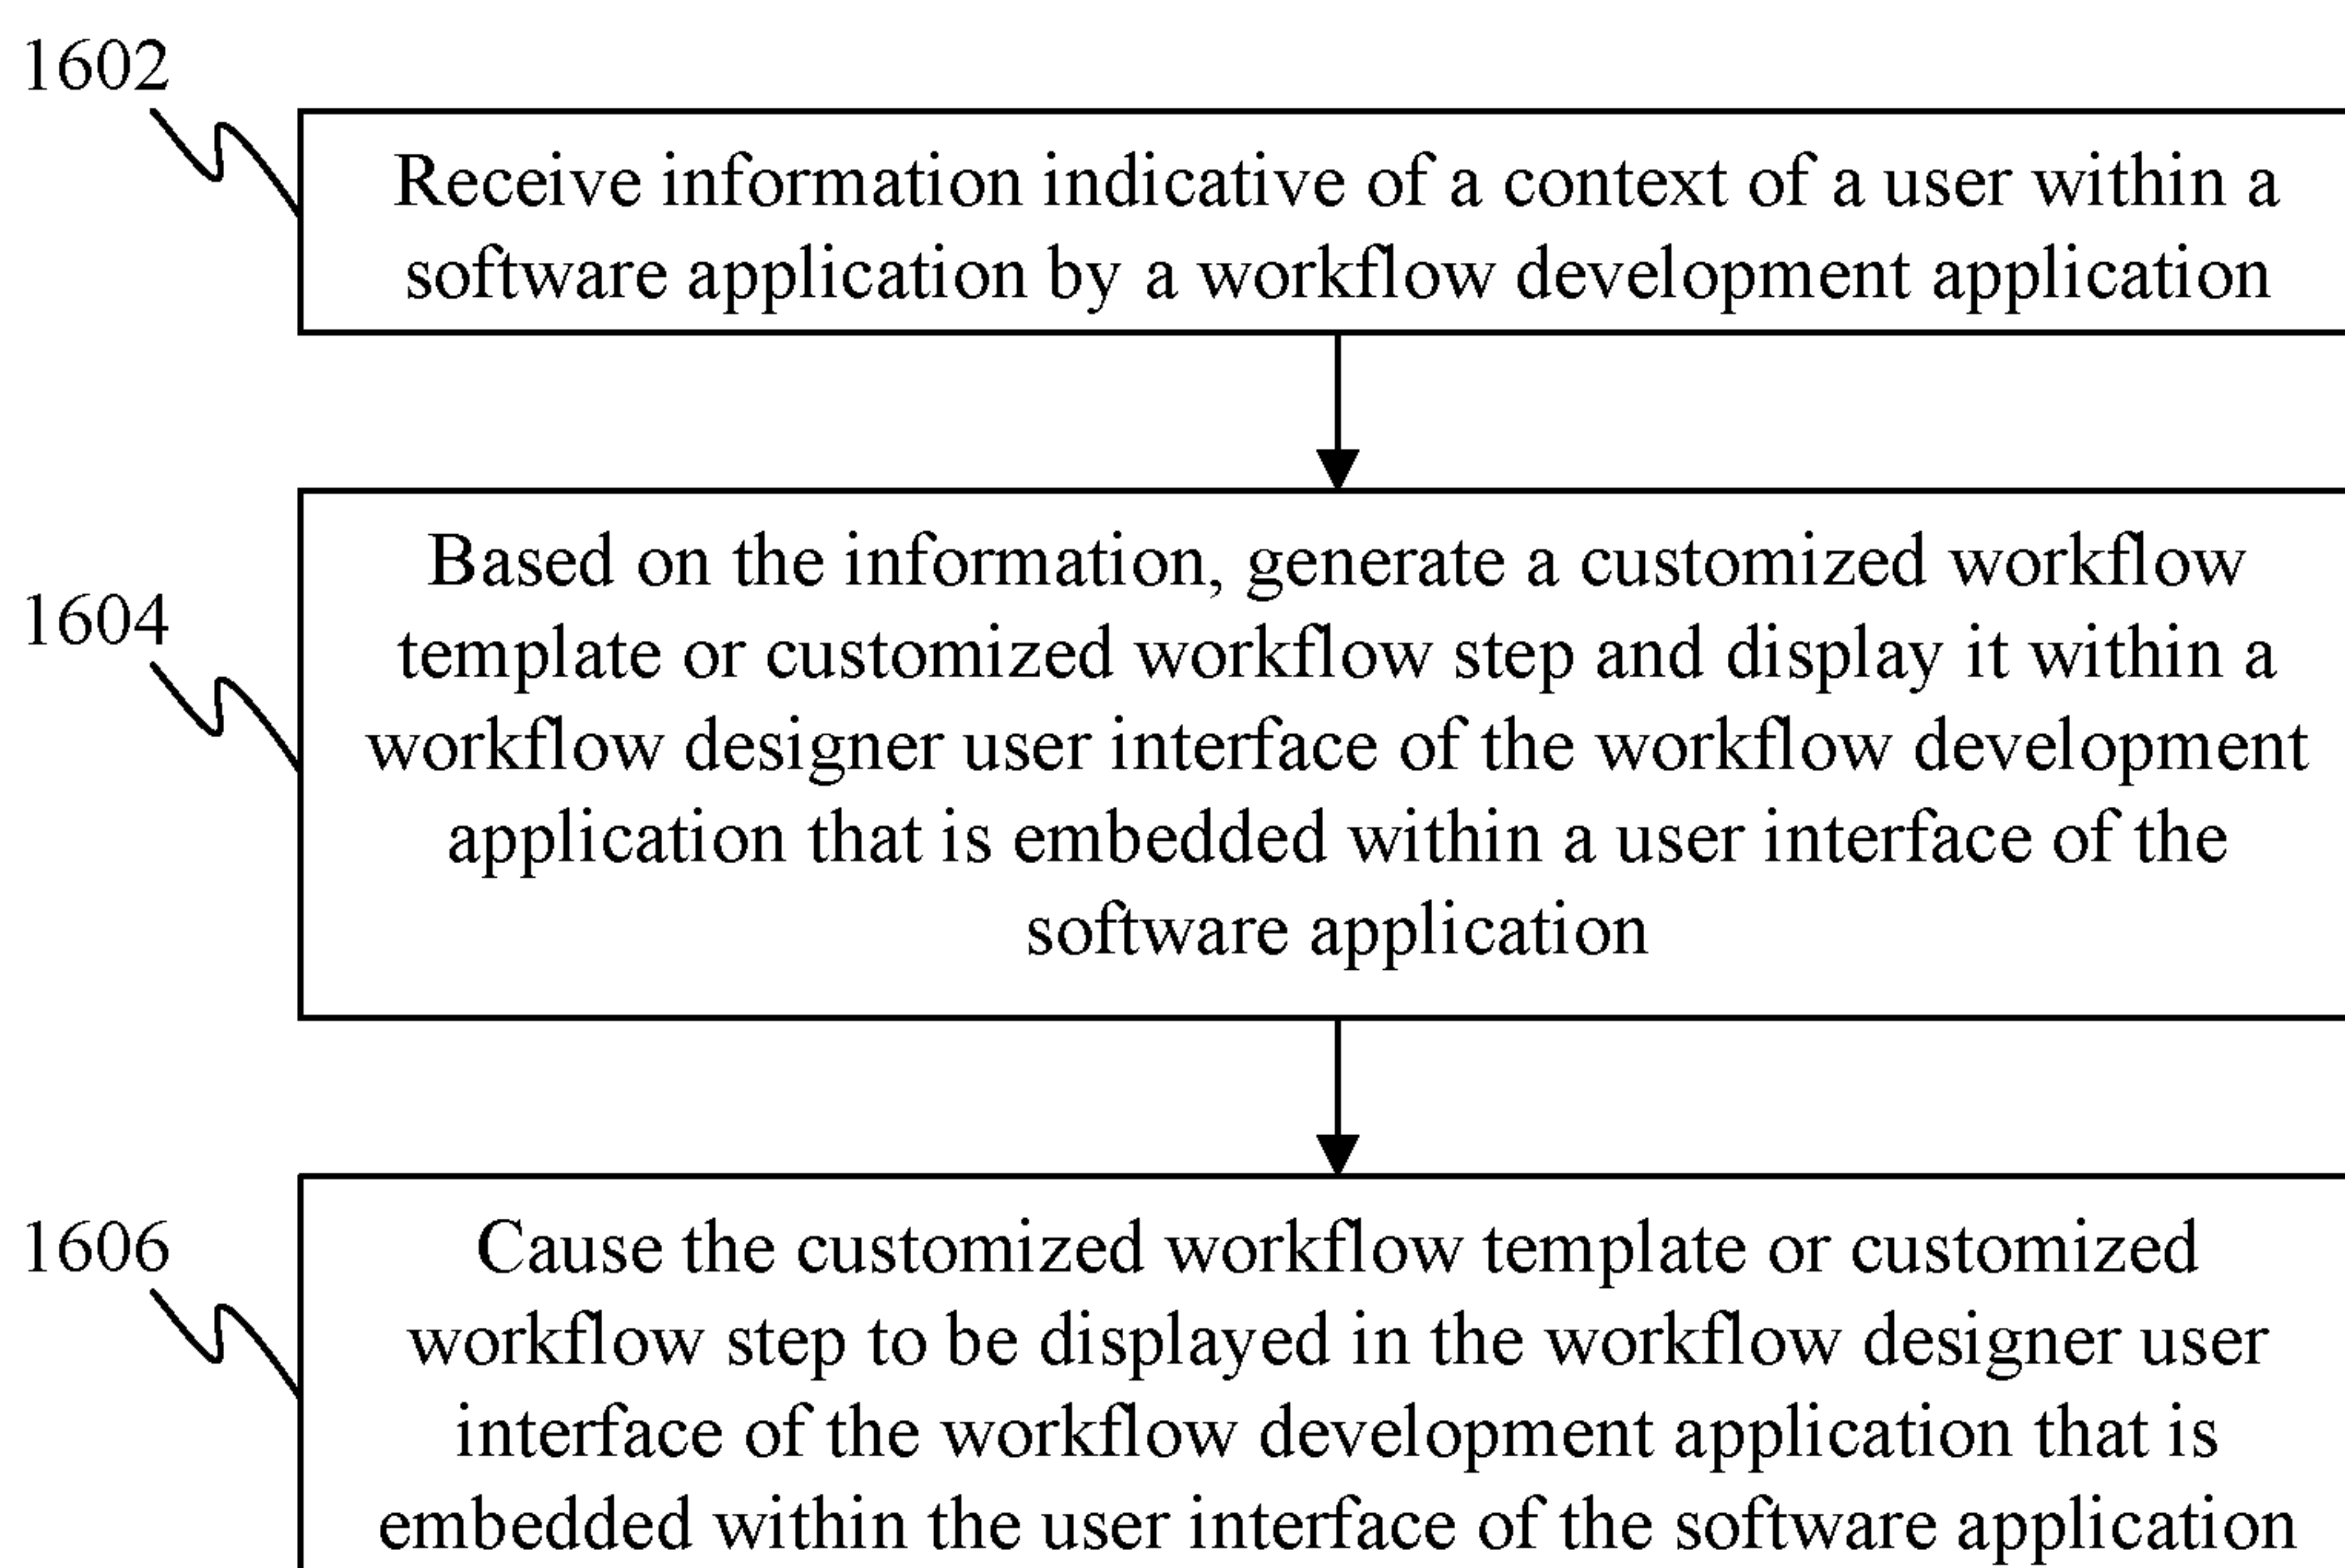 1602
Receive information indicative of a context of a user within a
software application by a workflow development application
1604
Based on the information, generate a customized workflow
template or customized workflow step and display it within a
workflow designer user interface of the workflow development
application that is embedded within a user interface of the
software application
1606
Cause the customized workflow template or customized
workflow step to be displayed in the workflow designer user
interface of the workflow development application that is
embedded within the user interface of the software application